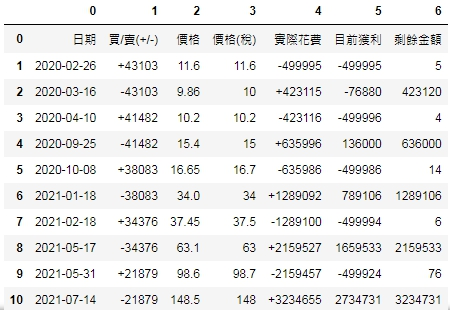 0 1 2 3 4 5 6
0 日期 買/賣(+/-) 價格 價格(稅) 實際花費 目前獲利 剩餘金額
1 2020-02-26 +43103 11.6 11.6 -499995 -499995 5
2 2020-03-16 -43103 9.86 10 +423115 -76880 423120
3 2020-04-10 +41482 10.2 10.2 -423116 -499996 4
4 2020-09-25 -41482 15.4 15 +635996 136000 636000
5 2020-10-08 +38083 16.65 16.7 -635986 -499986 14
6 2021-01-18 -38083 34.0 34 +1289092 789106 1289106
7 2021-02-18 +34376 37.45 37.5 -1289100 -499994 6
8 2021-05-17 -34376 63.1 63 +2159527 1659533 2159533
9 2021-05-31 +21879 98.6 98.7 -2159457 -499924 76
10 2021-07-14 -21879 148.5 148 +3234655 2734731 3234731